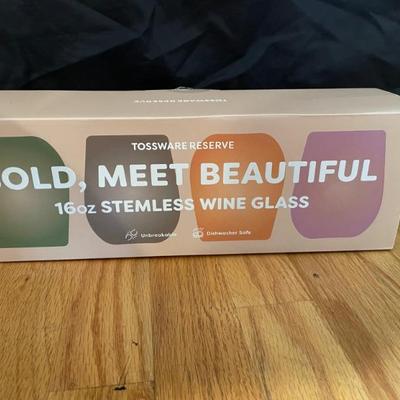 TOSSWARE RESERVE
TOSSWARE RESERVE
OLD, MEET BEAUTIFUL
16oz STEMLESS WINE GLASS
Unbreakable Dishwasher Safe